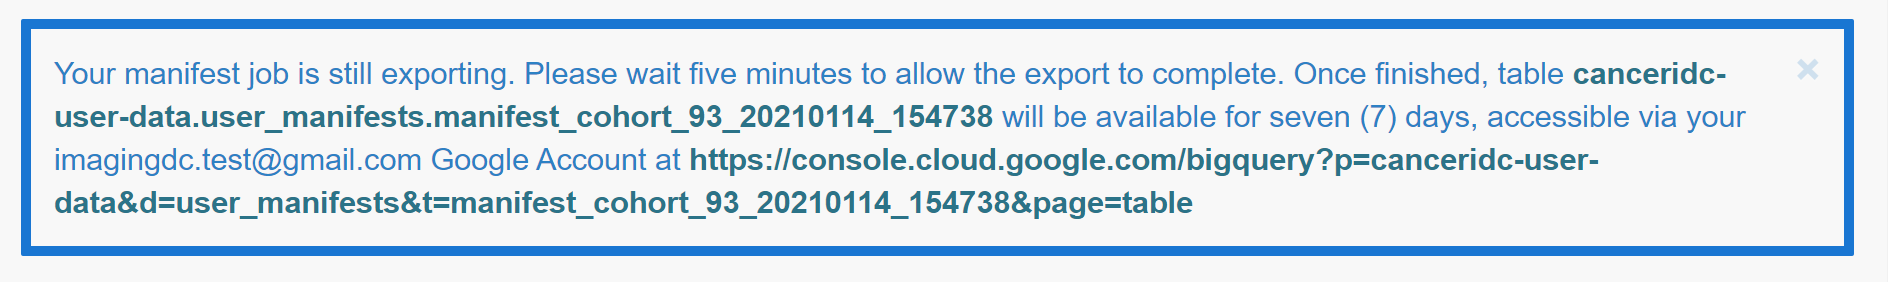 Your manifest job is still exporting. Please wait five minutes to allow the export to complete. Once finished, table canceridc-
user-data.user_manifests.manifest_cohort_93_20210114_154738 will be available for seven (7) days, accessible via your
imagingdc.test@gmail.com Google Account at https://console.cloud.google.com/bigquery?p=canceridc-user-
data&d=user_manifests&t=manifest_cohort_93_20210114_154738&page=table